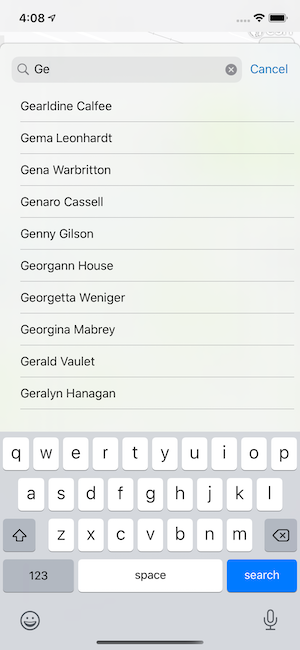 4:08
Ge
Cancel
Gearldine Calfee
Gema Leonhardt
Gena Warbritton
Genaro Cassell
Genny Gilson
Georgann House
Georgetta Weniger
Georgina Mabrey
Gerald Vaulet
Geralyn Hanagan
q w e r t y u i o p
a s d f g h j k l
z x c v b n m
123 space search